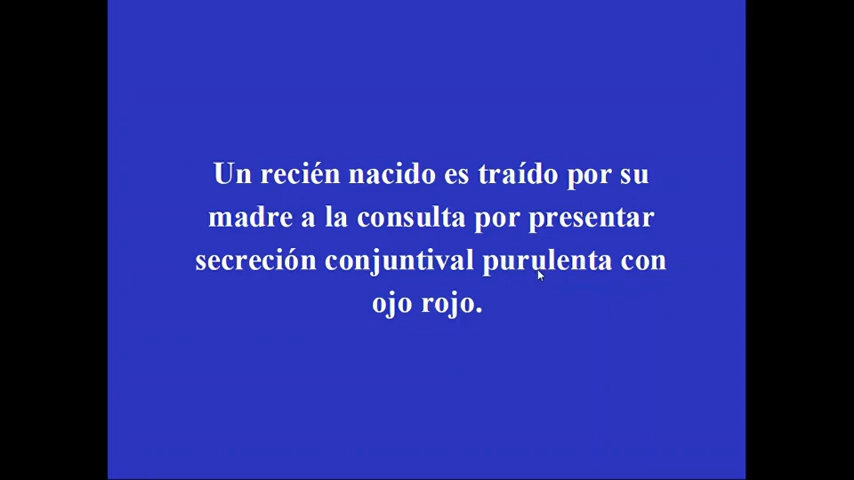 Un recién nacido es traído por su
madre a la consulta por presentar
secreción conjuntival purulenta con
ojo rojo.